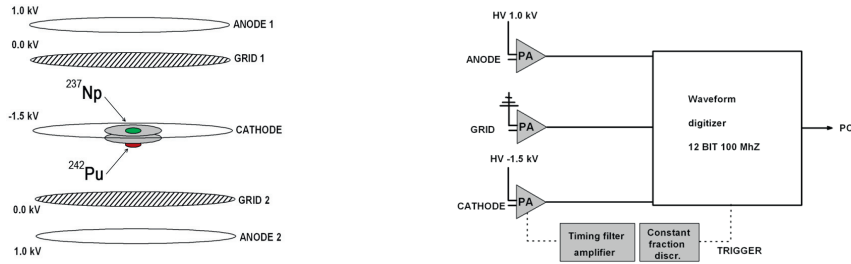 1.0 kV
ANODE 1
0.0 kV
GRID 1
237Np
-1.5 kV
CATHODE
242Pu
GRID 2
0.0 kV
ANODE 2
1.0 kV
HV 1.0 kV
PA
ANODE
GRID
PA
HV -1.5 kV
CATHODE
PA
Waveform
digitizer
12 BIT 100 MhZ
PC
Timing filter
amplifier
Constant
fraction
discr.
TRIGGER